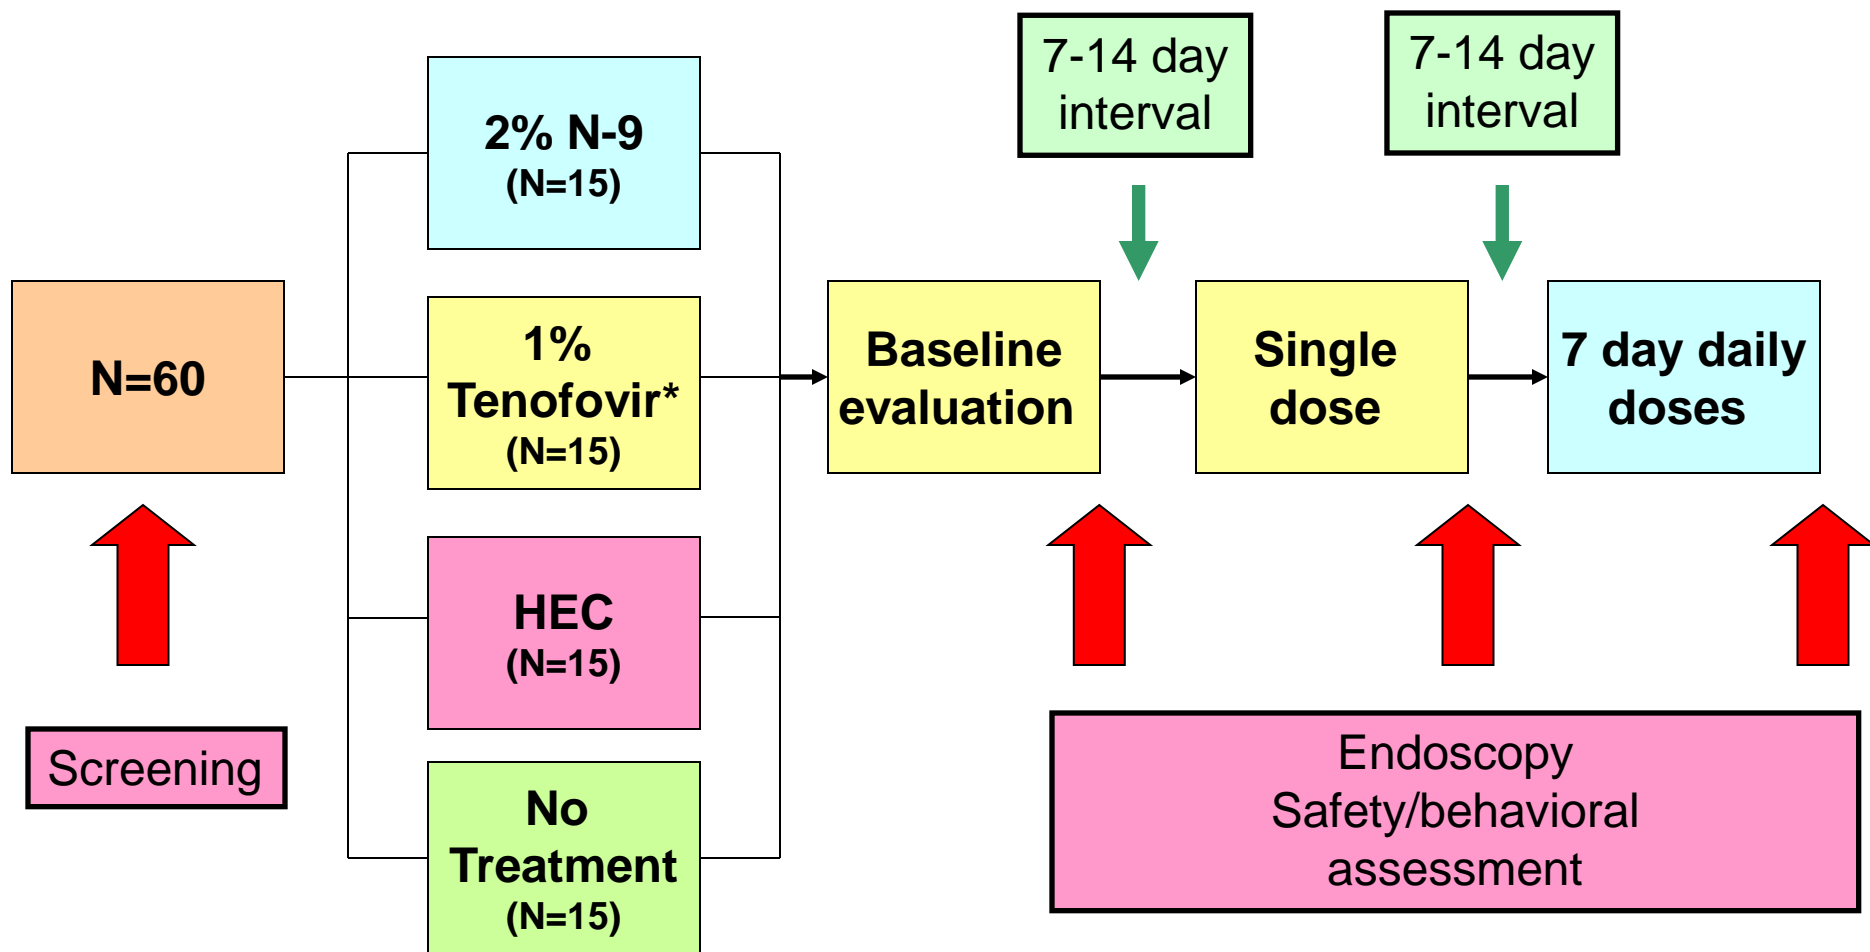 N=60
Screening
2% N-9
(N=15)
1%
Tenofovir*
(N=15)
HEC
(N=15)
No
Treatment
(N=15)
Baseline
evaluation
7-14 day
interval
Single
dose
7-14 day
interval
7 day daily
doses
Endoscopy
Safety/behavioral
assessment